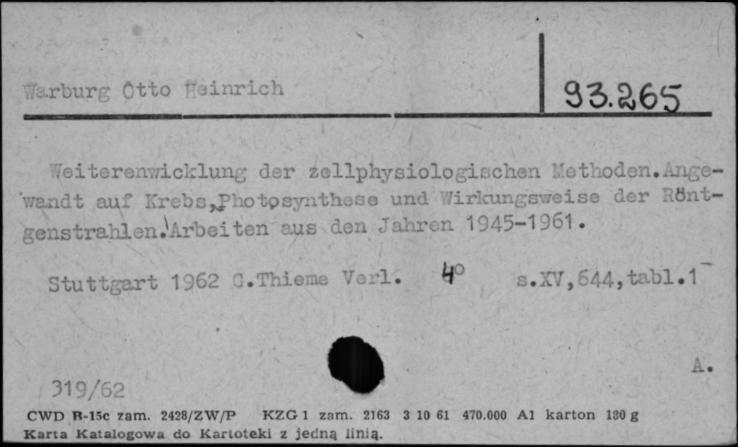 Warburg Otto Heinrich
93.265
Weiterenwicklung der zellphysiologischen Methoden.Ange-
wandt auf Krebs,Photosynthese und Wirkungsweise der Rönt-
genstrahlen.Arbeiten aus den Jahren 1945-1961.
Stuttgart 1962 G.Thieme Verl. 4° s.XV,644,tabl.1
A.
319/62
CWD R-15c zam. 2428/ZW/P KZG 1 zam. 2163 3 10 61 470.000 A1 karton 180 g
Karta Katalogowa do Kartoteki z jedną linią.